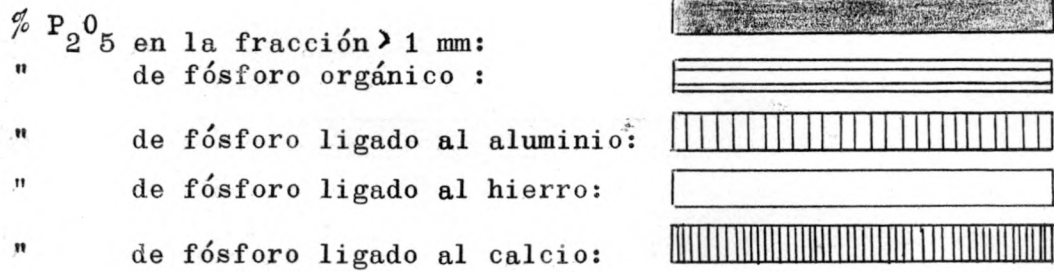 % P2O5 en la fracción > 1 mm:
" de fósforo orgánico :
" de fósforo ligado al aluminio:
" de fósforo ligado al hierro:
" de fósforo ligado al calcio: